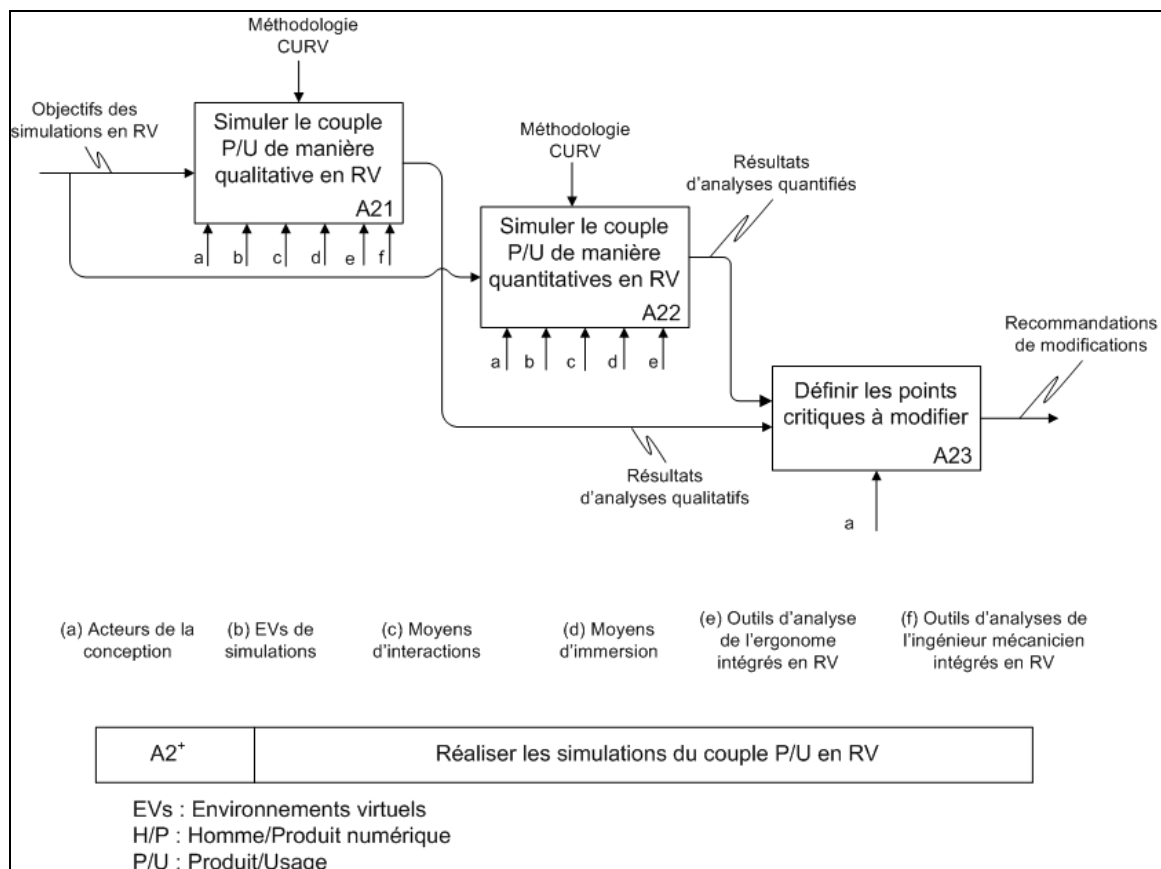 Méthodologie
CURV
Objectifs des
simulations en RV
Simuler le couple
P/U de manière
qualitative en RV
A21
a b c d e f
Méthodologie
CURV
Simuler le couple
P/U de manière
quantitatives en RV
A22
a b c d e
Résultats
d'analyses quantifiés
Recommandations
de modifications
Définir les points
critiques à modifier
A23
a
Résultats
d'analyses qualitatifs
(a) Acteurs de la
conception
(b) EVs de
simulations
(c) Moyens
d'interactions
(d) Moyens
d'immersion
(e) Outils d'analyse
de l'ergonome
intégrés en RV
(f) Outils d'analyses de
l'ingénieur mécanicien
intégrés en RV
A2⁺
Réaliser les simulations du couple P/U en RV
EVs : Environnements virtuels
H/P : Homme/Produit numérique
P/U : Produit/Usage